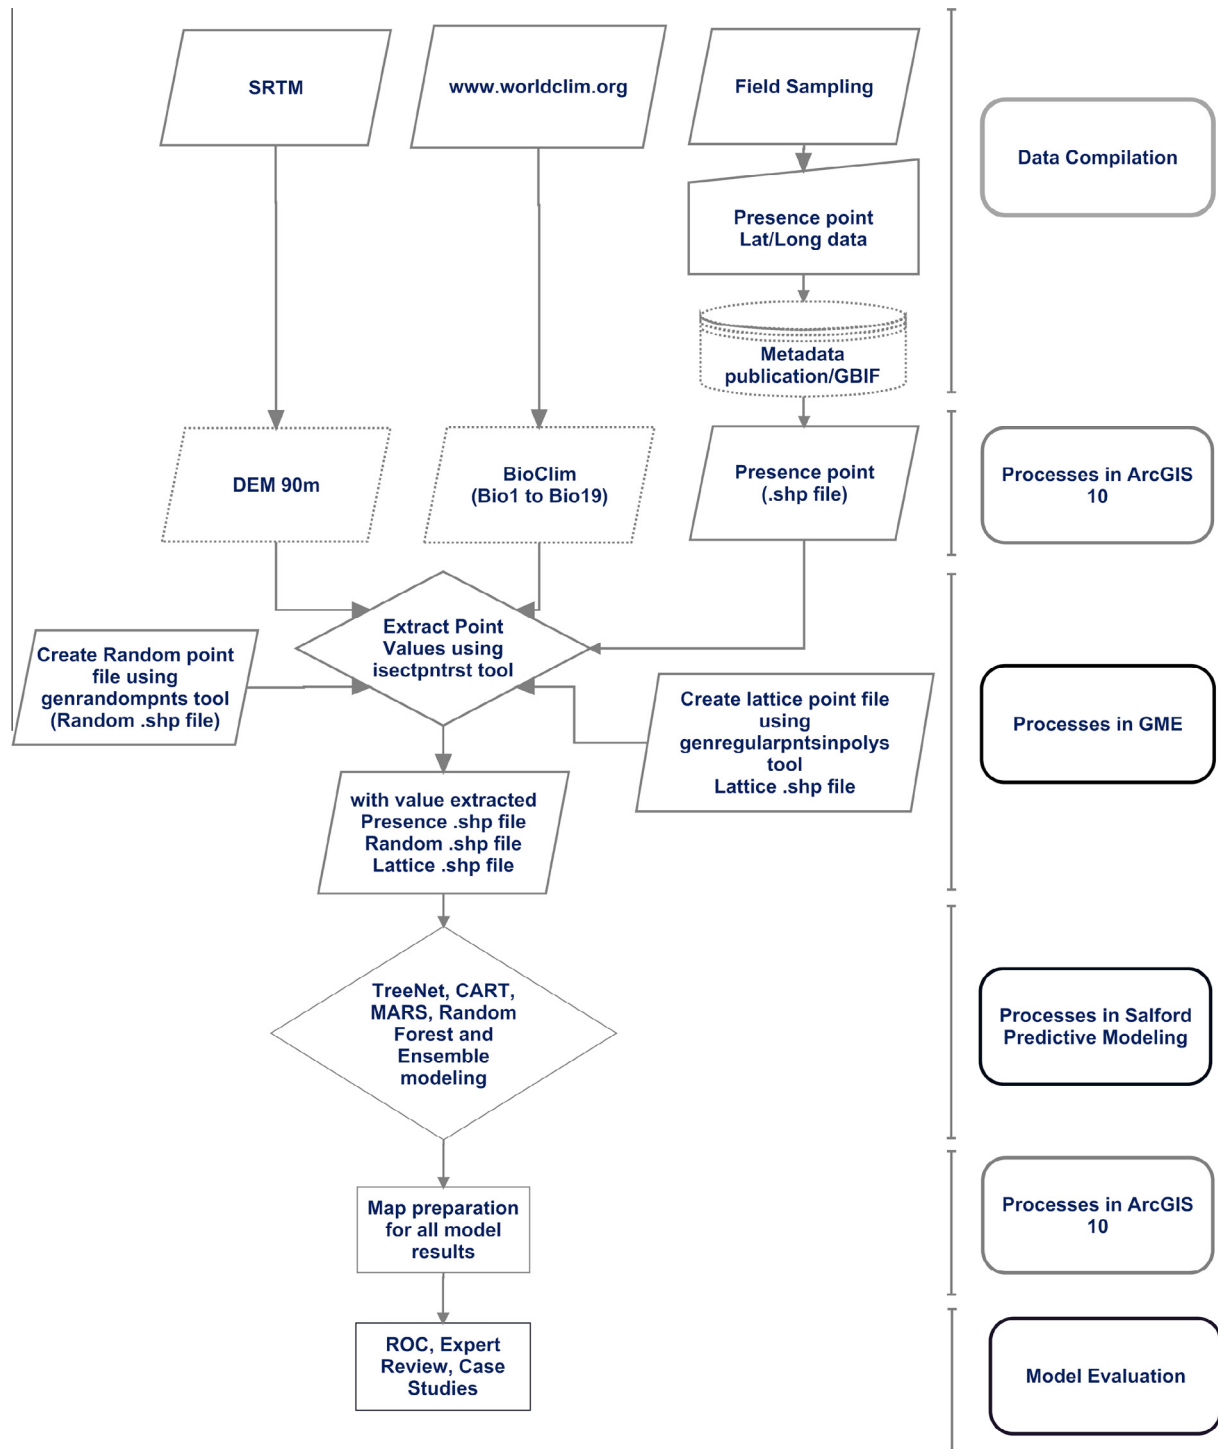 SRTM
www.worldclim.org
Field Sampling
Data Compilation
Presence point
Lat/Long data
Metadata
publication/GBIF
DEM 90m
BioClim
(Bio1 to Bio19)
Presence point
(.shp file)
Processes in ArcGIS
10
Extract Point
Values using
isectpntrst tool
Create Random point
file using
genrandompnts tool
(Random .shp file)
Create lattice point file
using
genregularpntsinpolys
tool
Lattice .shp file
Processes in GME
with value extracted
Presence .shp file
Random .shp file
Lattice .shp file
TreeNet, CART,
MARS, Random
Forest and
Ensemble
modeling
Processes in Salford
Predictive Modeling
Map preparation
for all model
results
Processes in ArcGIS
10
ROC, Expert
Review, Case
Studies
Model Evaluation